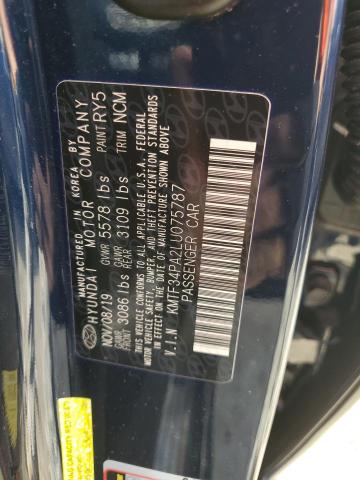 MANUFACTURED IN KOREA BY
HYUNDAI MOTOR COMPANY
NOV/08/19 GVWR 5578 lbs PAINT RY5
GAWR FRONT 3086 lbs GAWR REAR 3109 lbs TRIM NCM
THIS VEHICLE CONFORMS TO ALL APPLICABLE U.S.A. FEDERAL
MOTOR VEHICLE SAFETY, BUMPER, AND THEFT PREVENTION STANDARDS
IN EFFECT ON THE DATE OF MANUFACTURE SHOWN ABOVE
V.I.N KMTF34PA2LU075787
PASSENGER CAR